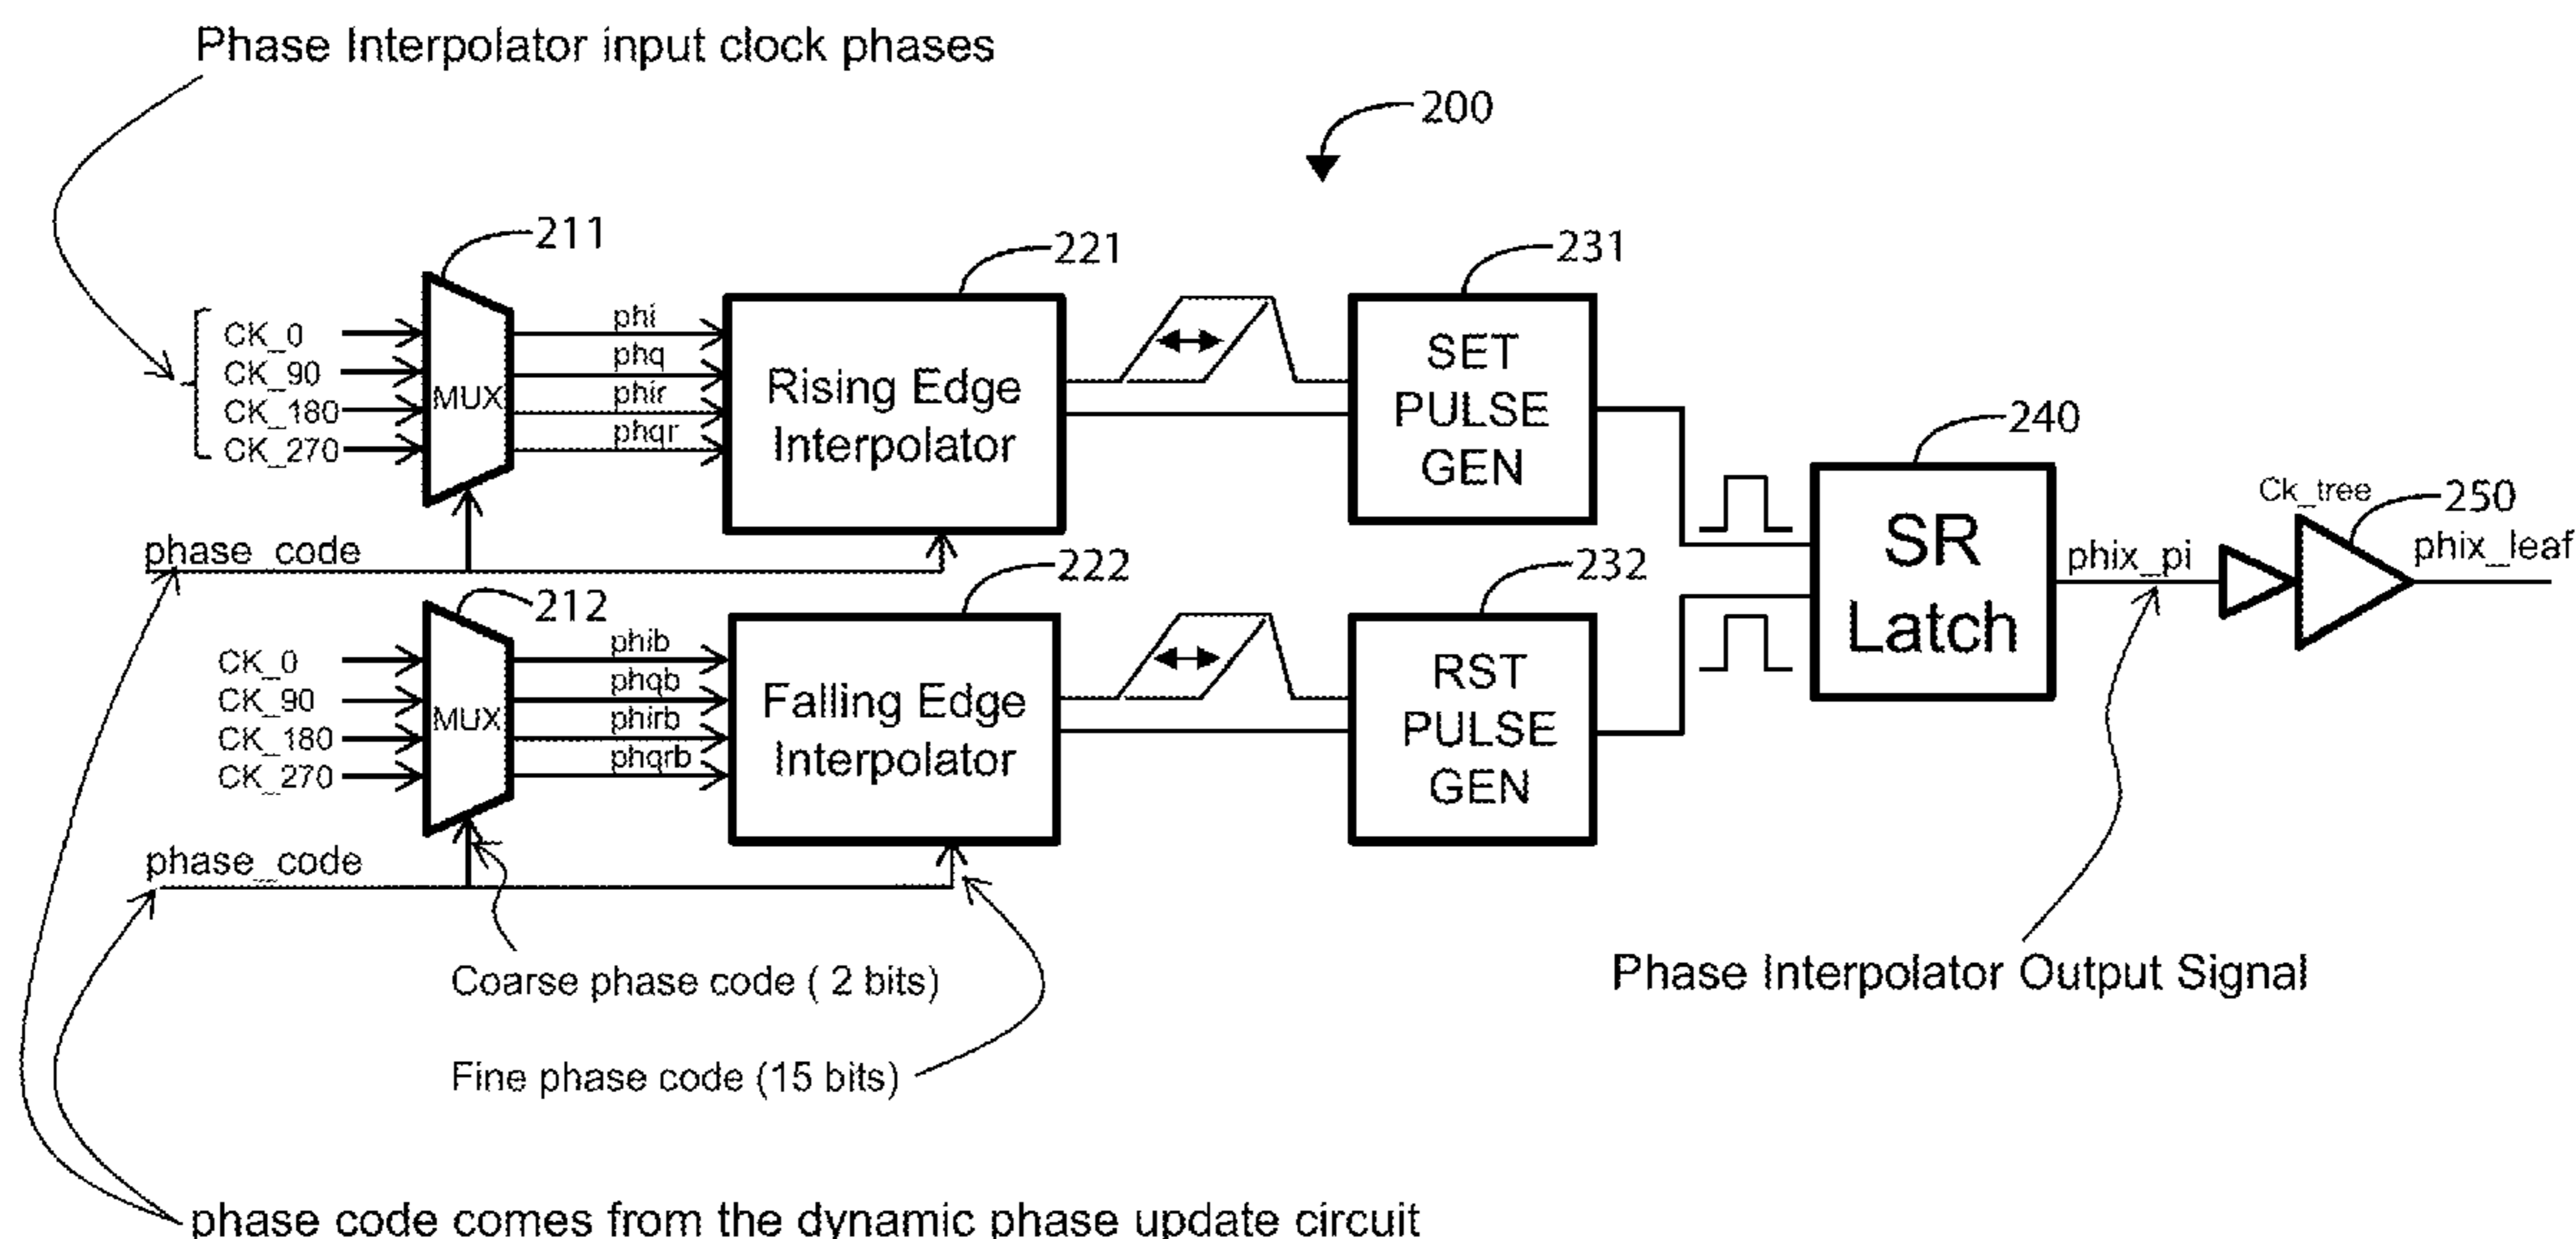 Phase Interpolator input clock phases
200
211
221
231
CK_0
CK_90
CK_180
CK_270
MUX
phi
phq
phir
phqr
Rising Edge
Interpolator
SET
PULSE
GEN
240
SR
Latch
Ck_tree
250
phix_pi
phix_leaf
phase_code
212
222
232
CK_0
CK_90
CK_180
CK_270
MUX
phib
phqb
phirb
phqrb
Falling Edge
Interpolator
RST
PULSE
GEN
phase_code
Coarse phase code ( 2 bits)
Fine phase code (15 bits)
Phase Interpolator Output Signal
phase code comes from the dynamic phase update circuit